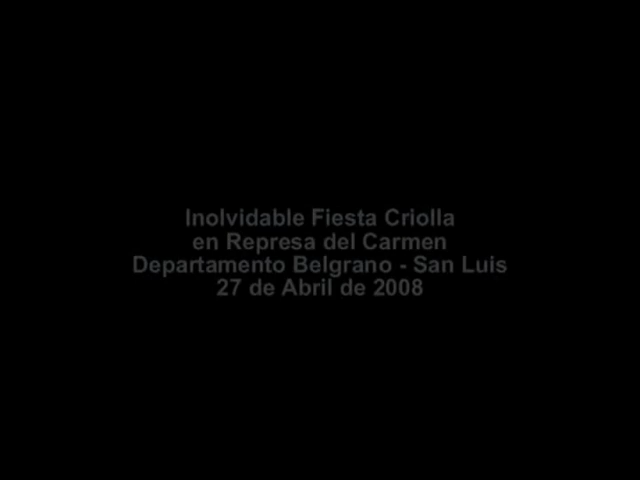 Inolvidable Fiesta Criolla
en Represa del Carmen
Departamento Belgrano - San Luis
27 de Abril de 2008